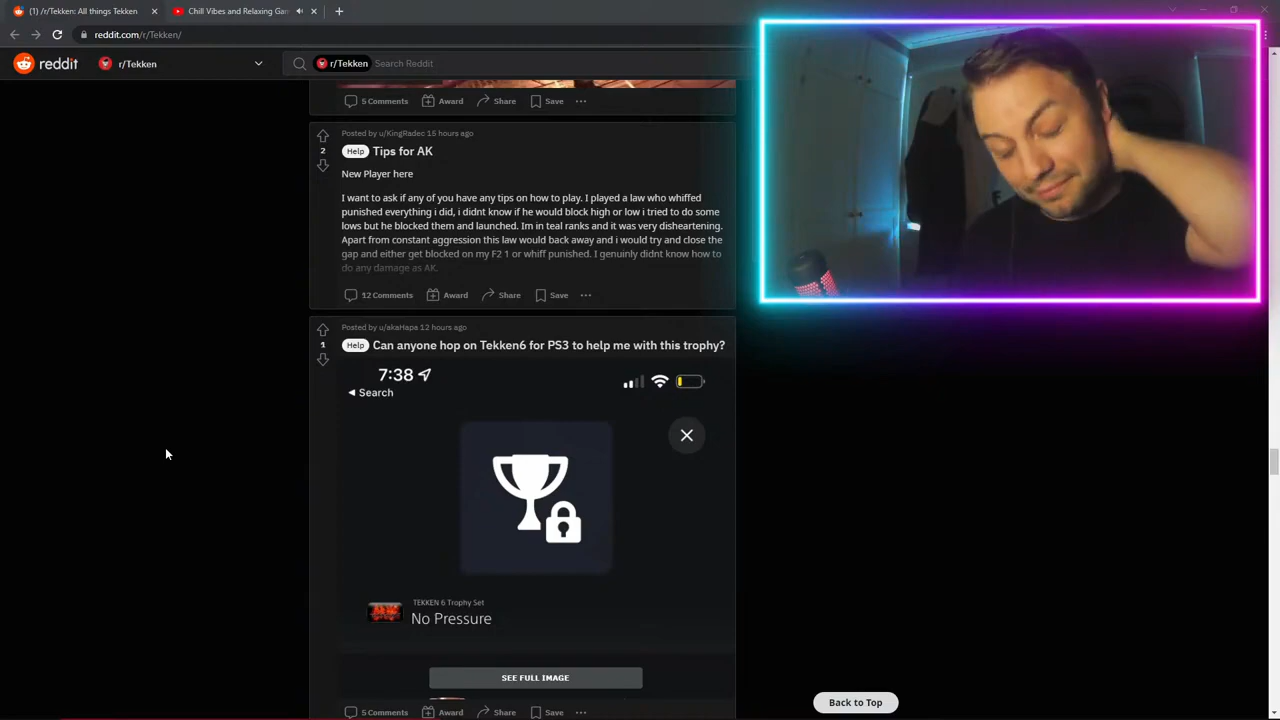 (1) /r/Tekken: All things Tekken
Chill Vibes and Relaxing Gam
reddit.com/r/Tekken/
reddit
r/Tekken
r/Tekken
Search Reddit
5 Comments
Award
Share
Save
Posted by u/KingRadec 15 hours ago
2
Help
Tips for AK
New Player here
I want to ask if any of you have any tips on how to play. I played a law who whiffed
punished everything i did, i didnt know if he would block high or low i tried to do some
lows but he blocked them and launched. Im in teal ranks and it was very disheartening.
Apart from constant aggression this law would back away and i would try and close the
gap and either get blocked on my F2 1 or whiff punished. I genuinly didnt know how to
do any damage as AK.
12 Comments
Award
Share
Save
Posted by u/akaHapa 12 hours ago
1
Help
Can anyone hop on Tekken6 for PS3 to help me with this trophy?
7:38
Search
TEKKEN 6 Trophy Set
No Pressure
SEE FULL IMAGE
5 Comments
Award
Share
Save
Back to Top